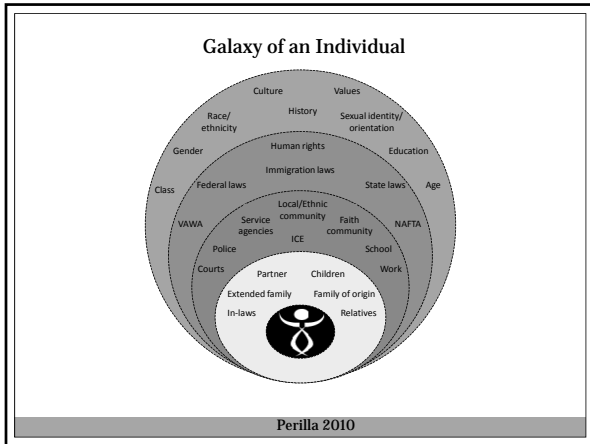 Galaxy of an Individual
Culture
Values
History
Race/
ethnicity
Sexual identity/
orientation
Gender
Education
Class
Age
Human rights
Immigration laws
Federal laws
State laws
VAWA
NAFTA
Local/Ethnic
community
Service
agencies
Faith
community
ICE
Police
School
Courts
Work
Partner
Children
Extended family
Family of origin
In-laws
Relatives
Perilla 2010